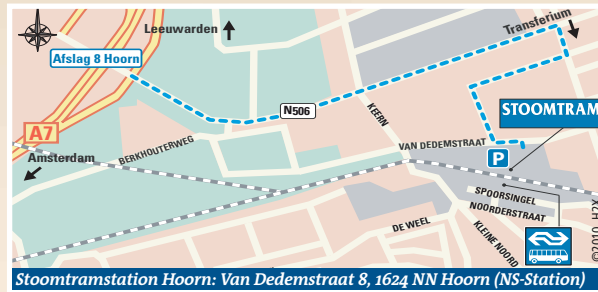 Leeuwarden
Transferium
Afslag 8 Hoorn
N506
KEERN
STOOMTRAM
A7
Amsterdam
BERKHOUTERWEG
VAN DEDEMSTRAAT
P
SPOORSINGEL
NOORDERSTRAAT
DE WEEL
KLEINE NOORD
Stoomtramstation Hoorn: Van Dedemstraat 8, 1624 NN Hoorn (NS-Station)